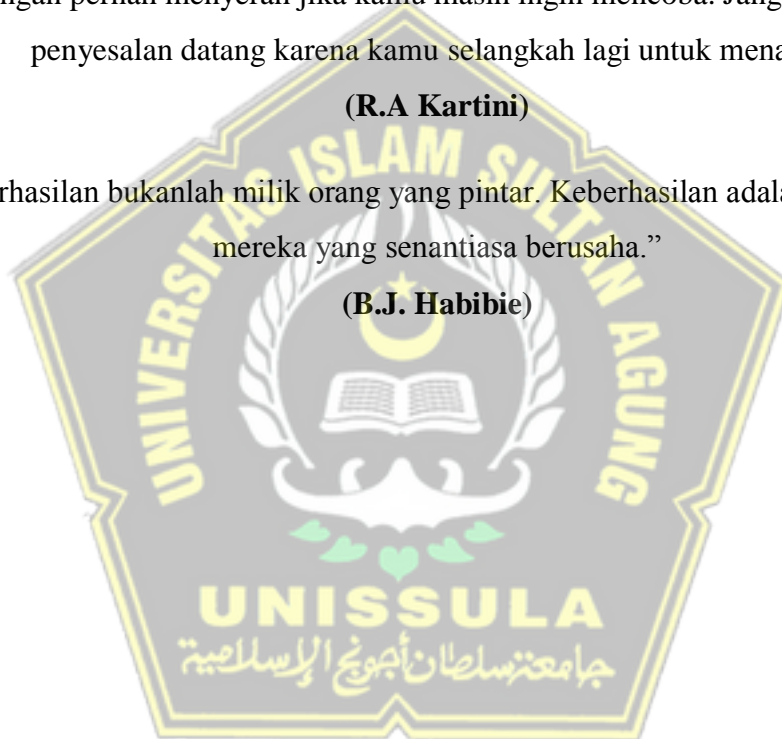 ngan pernah menyerah jika kamu masih ingin mencoba. Jang
penyesalan datang karena kamu selangkah lagi untuk mena
(R.A Kartini)
rhasilan bukanlah milik orang yang pintar. Keberhasilan adala
mereka yang senantiasa berusaha.”
(B.J. Habibie)
UNIVERSITAS ISLAM SULTAN AGUNG
UNISSULA
جامعتنسلطان أجونج الإسلامية